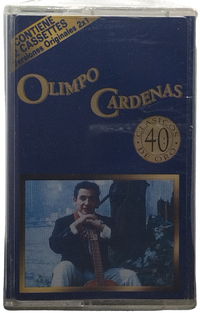 CONTIENE
2 CASSETTES
Versiones Originales 2x1
OLIMPO
CARDENAS
CLASICOS
40
DE ORO